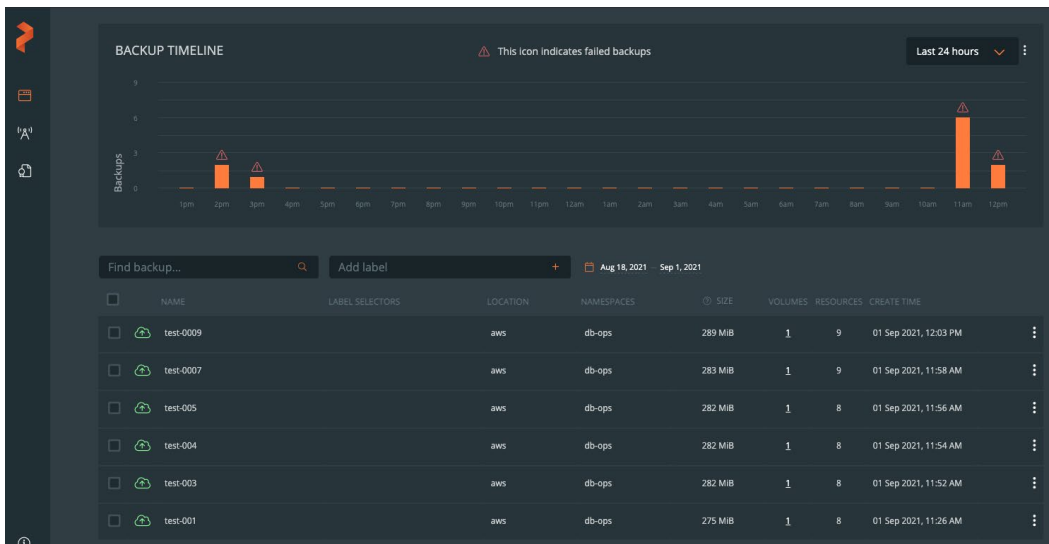 BACKUP TIMELINE
This icon indicates failed backups
Last 24 hours
Backups
9
6
3
0
1pm 2pm 3pm 4pm 5pm 6pm 7pm 8pm 9pm 10pm 11pm 12am 1am 2am 3am 4am 5am 6am 7am 8am 9am 10am 11am 12pm
Find backup... Add label + Aug 18, 2021 – Sep 1, 2021
NAME LABEL SELECTORS LOCATION NAMESPACES SIZE VOLUMES RESOURCES CREATE TIME
test-0009 aws db-ops 289 MiB 1 9 01 Sep 2021, 12:03 PM
test-0007 aws db-ops 283 MiB 1 9 01 Sep 2021, 11:58 AM
test-005 aws db-ops 282 MiB 1 8 01 Sep 2021, 11:56 AM
test-004 aws db-ops 282 MiB 1 8 01 Sep 2021, 11:54 AM
test-003 aws db-ops 282 MiB 1 8 01 Sep 2021, 11:52 AM
test-001 aws db-ops 275 MiB 1 8 01 Sep 2021, 11:26 AM